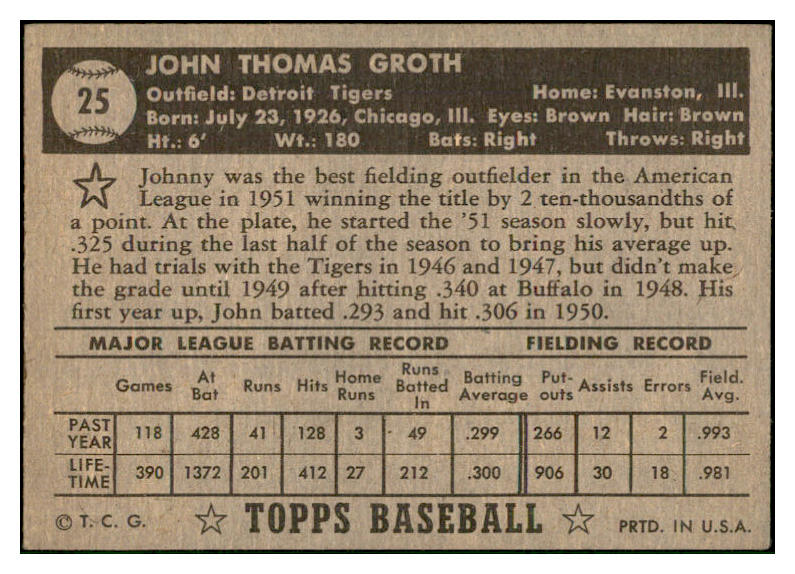 25
JOHN THOMAS GROTH
Outfield: Detroit Tigers Home: Evanston, Ill.
Born: July 23, 1926, Chicago, Ill. Eyes: Brown Hair: Brown
Ht.: 6' Wt.: 180 Bats: Right Throws: Right
Johnny was the best fielding outfielder in the American
League in 1951 winning the title by 2 ten-thousandths of
a point. At the plate, he started the '51 season slowly, but hit
.325 during the last half of the season to bring his average up.
He had trials with the Tigers in 1946 and 1947, but didn't make
the grade until 1949 after hitting .340 at Buffalo in 1948. His
first year up, John batted .293 and hit .306 in 1950.
MAJOR LEAGUE BATTING RECORD FIELDING RECORD
Games At Bat Runs Hits Home Runs Runs Batted In Batting Average Put-outs Assists Errors Field. Avg.
PAST YEAR 118 428 41 128 3 49 .299 266 12 2 .993
LIFE-TIME 390 1372 201 412 27 212 .300 906 30 18 .981
© T. C. G. TOPPS BASEBALL PRTD. IN U.S.A.